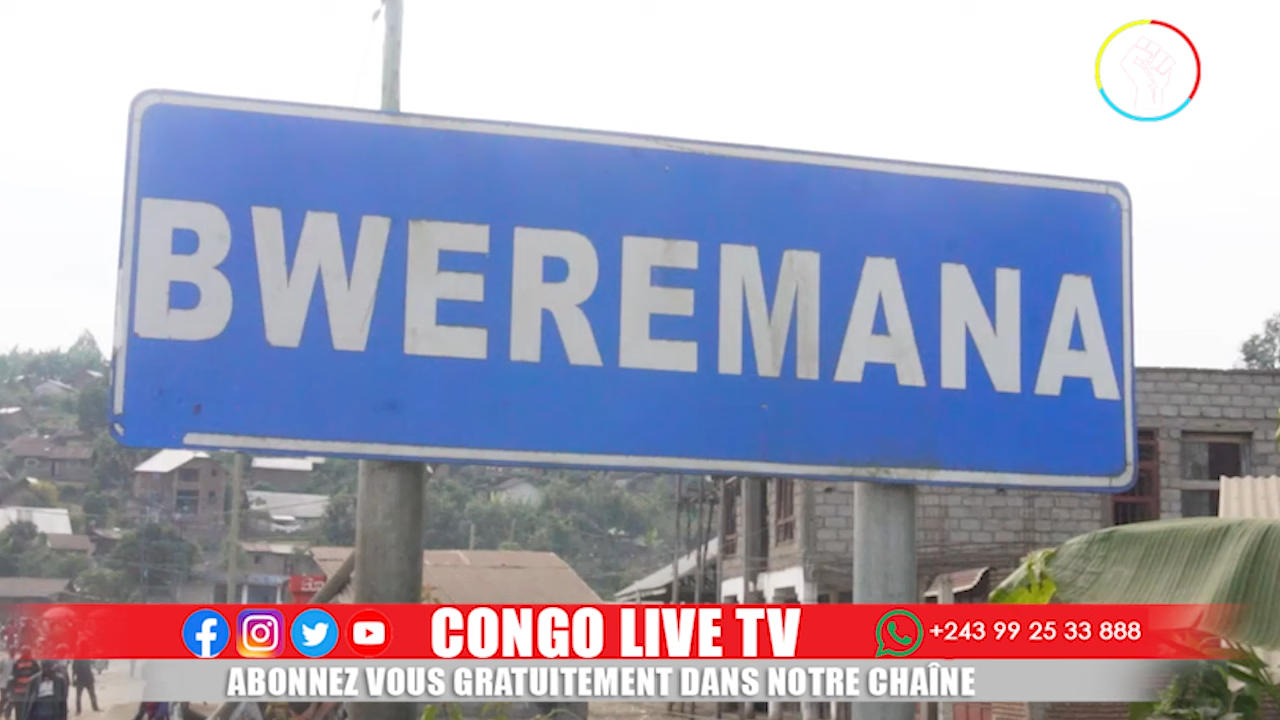 BWEREMANA
CONGO LIVE TV
+243 99 25 33 888
ABONNEZ VOUS GRATUITEMENT DANS NOTRE CHAÎNE